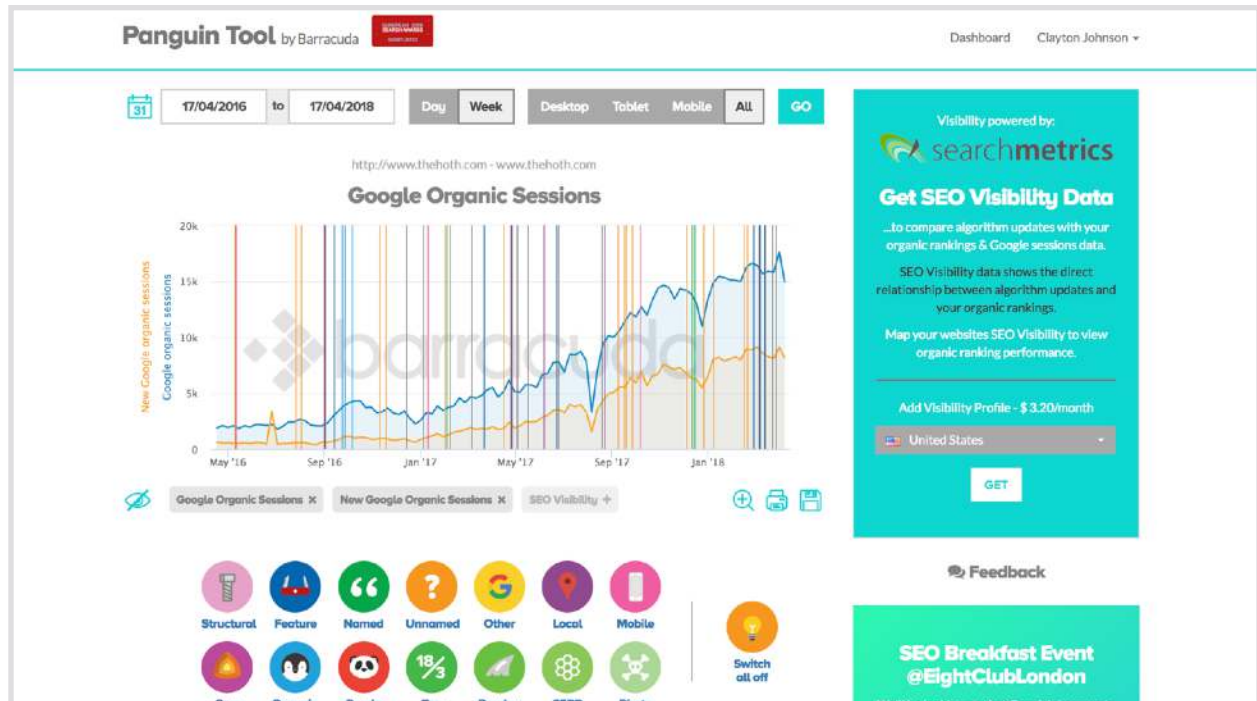 Panguin Tool by Barracuda
Dashboard Clayton Johnson
31 17/04/2016 to 17/04/2018 Day Week Desktop Tablet Mobile All GO
http://www.thehoth.com - www.thehoth.com
Google Organic Sessions
New Google organic sessions
Google organic sessions
20k
15k
10k
5k
0
May '16 Sep '16 Jan '17 May '17 Sep '17 Jan '18
barracuda
Google Organic Sessions × New Google Organic Sessions × SEO Visibility +
Structural Feature Named Unnamed Other Local Mobile
18/3
Switch
all off
Visibility powered by:
searchmetrics
Get SEO Visibility Data
...to compare algorithm updates with your
organic rankings & Google sessions data.
SEO Visibility data shows the direct
relationship between algorithm updates and
your organic rankings.
Map your websites SEO Visibility to view
organic ranking performance.
Add Visibility Profile - $ 3.20/month
United States
GET
Feedback
SEO Breakfast Event
@EightClubLondon